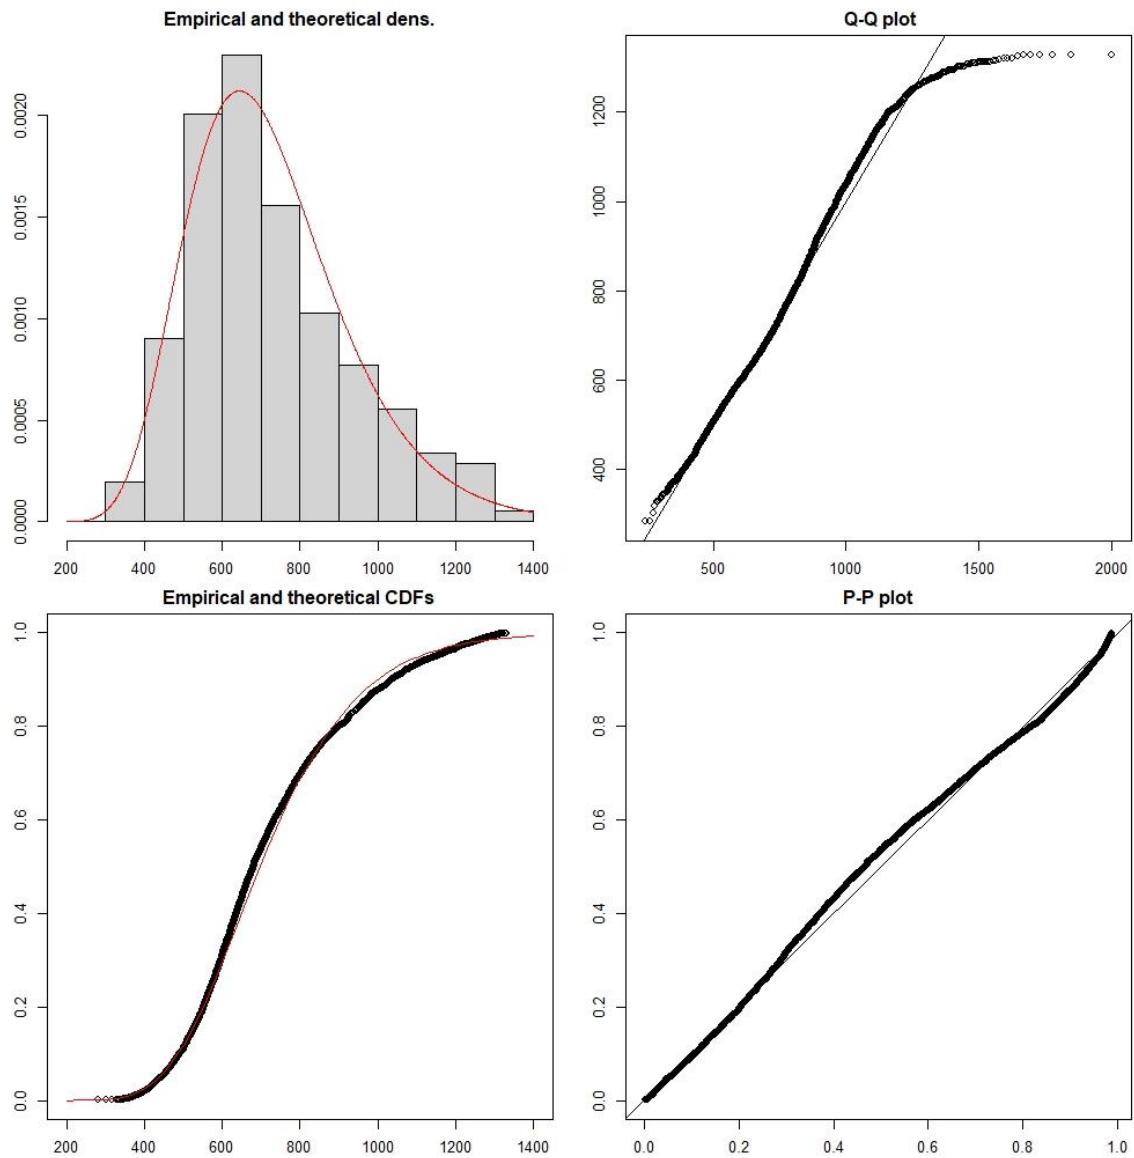 Empirical and theoretical dens.
0.0020
0.0015
0.0010
0.0005
0.0000
200 400 600 800 1000 1200 1400
Q-Q plot
1200
1000
800
600
400
500 1000 1500 2000
Empirical and theoretical CDFs
1.0
0.8
0.6
0.4
0.2
0.0
200 400 600 800 1000 1200 1400
P-P plot
1.0
0.8
0.6
0.4
0.2
0.0
0.0 0.2 0.4 0.6 0.8 1.0